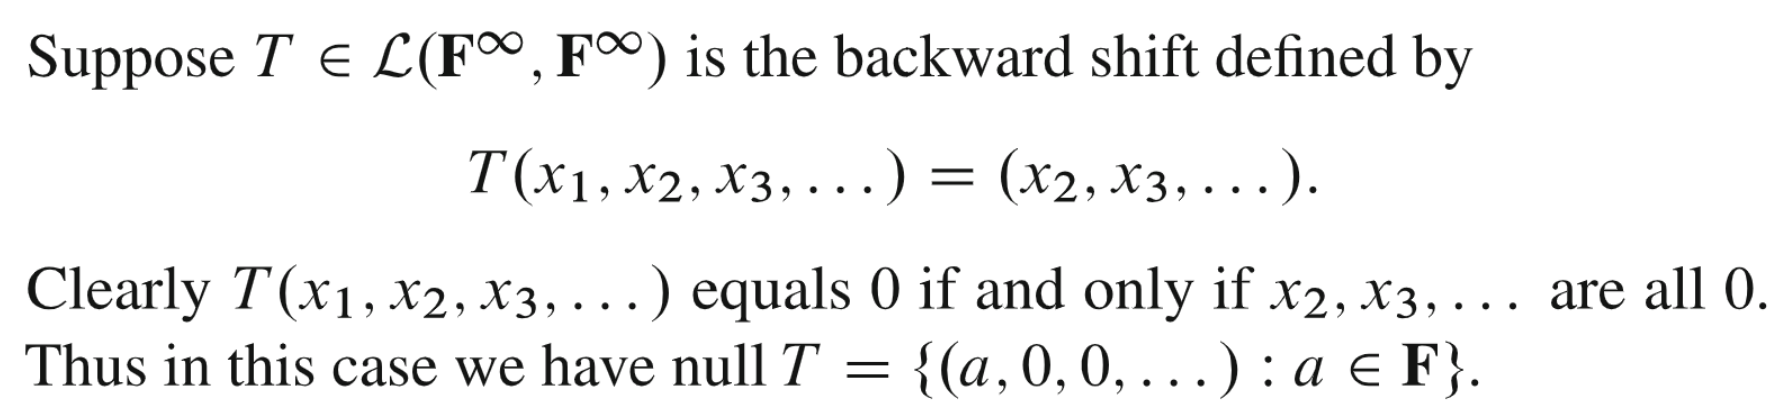 Suppose T ∈ ℒ(𝐅^∞, 𝐅^∞) is the backward shift defined by
T(x₁, x₂, x₃, . . . ) = (x₂, x₃, . . . ).
Clearly T(x₁, x₂, x₃, . . . ) equals 0 if and only if x₂, x₃, . . . are all 0.
Thus in this case we have null T = {(a, 0, 0, . . . ) : a ∈ 𝐅}.